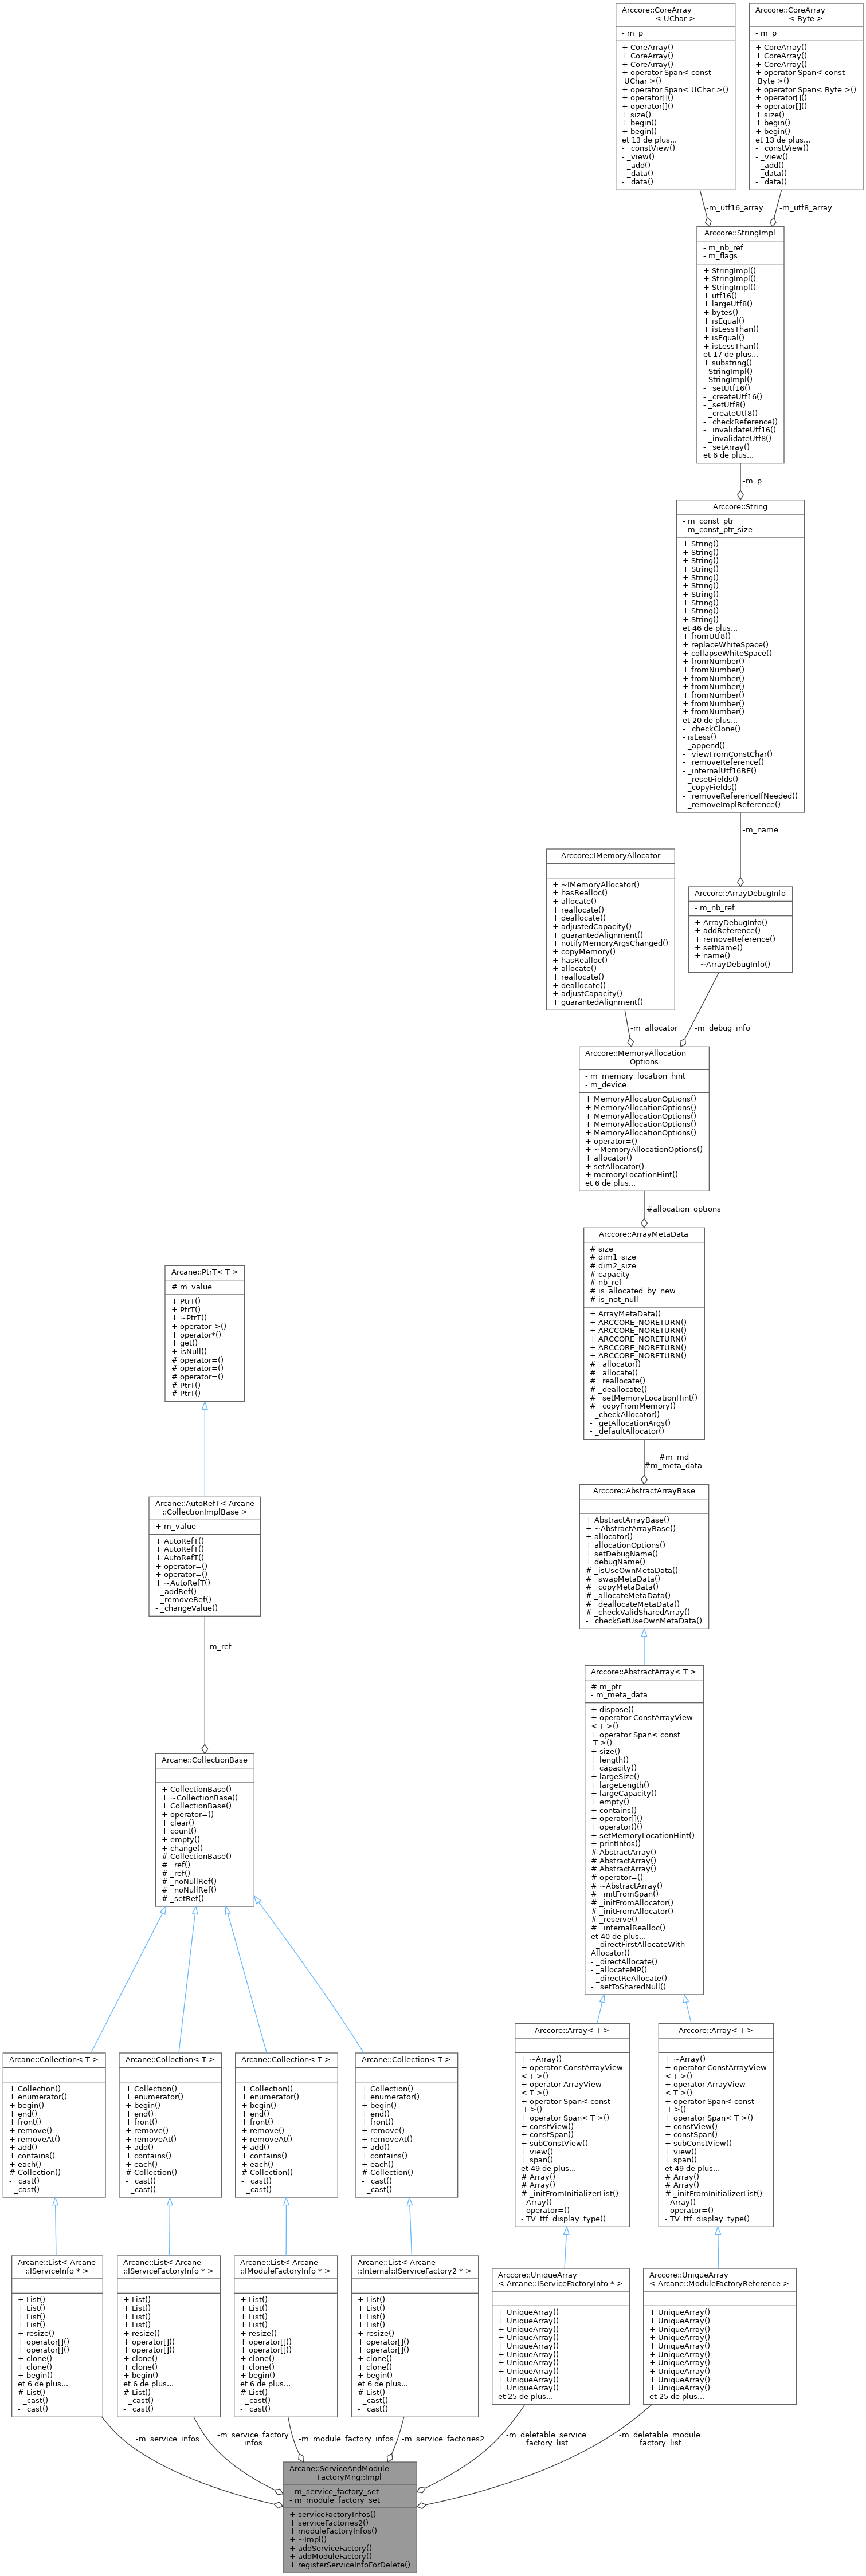 Arccore::CoreArray
< UChar >
- m_p
+ CoreArray()
+ CoreArray()
+ CoreArray()
+ operator Span< const
UChar >()
+ operator Span< UChar >()
+ operator[]()
+ operator[]()
+ size()
+ begin()
+ begin()
et 13 de plus...
- _constView()
- _view()
- _add()
- _data()
- _data()
Arccore::CoreArray
< Byte >
- m_p
+ CoreArray()
+ CoreArray()
+ CoreArray()
+ operator Span< const
Byte >()
+ operator Span< Byte >()
+ operator[]()
+ operator[]()
+ size()
+ begin()
+ begin()
et 13 de plus...
- _constView()
- _view()
- _add()
- _data()
- _data()
-m_utf16_array
-m_utf8_array
Arccore::StringImpl
- m_nb_ref
- m_flags
+ StringImpl()
+ StringImpl()
+ StringImpl()
+ utf16()
+ largeUtf8()
+ bytes()
+ isEqual()
+ isLessThan()
+ isEqual()
+ isLessThan()
et 17 de plus...
+ substring()
- StringImpl()
- StringImpl()
- _setUtf16()
- _createUtf16()
- _setUtf8()
- _createUtf8()
- _checkReference()
- _invalidateUtf16()
- _invalidateUtf8()
- _setArray()
et 6 de plus...
-m_p
Arccore::String
- m_const_ptr
- m_const_ptr_size
+ String()
+ String()
+ String()
+ String()
+ String()
+ String()
+ String()
+ String()
+ String()
+ String()
et 46 de plus...
+ fromUtf8()
+ replaceWhiteSpace()
+ collapseWhiteSpace()
+ fromNumber()
+ fromNumber()
+ fromNumber()
+ fromNumber()
+ fromNumber()
+ fromNumber()
+ fromNumber()
et 20 de plus...
- _checkClone()
- isLess()
- _append()
- _viewFromConstChar()
- _removeReference()
- _internalUtf16BE()
- _resetFields()
- _copyFields()
- _removeReferenceIfNeeded()
- _removeImplReference()
-m_name
Arccore::IMemoryAllocator
+ ~IMemoryAllocator()
+ hasRealloc()
+ allocate()
+ reallocate()
+ deallocate()
+ adjustedCapacity()
+ guarantedAlignment()
+ notifyMemoryArgsChanged()
+ copyMemory()
+ hasRealloc()
+ allocate()
+ reallocate()
+ deallocate()
+ adjustCapacity()
+ guarantedAlignment()
Arccore::ArrayDebugInfo
- m_nb_ref
+ ArrayDebugInfo()
+ addReference()
+ removeReference()
+ setName()
+ name()
- ~ArrayDebugInfo()
-m_allocator
-m_debug_info
Arccore::MemoryAllocation
Options
- m_memory_location_hint
- m_device
+ MemoryAllocationOptions()
+ MemoryAllocationOptions()
+ MemoryAllocationOptions()
+ MemoryAllocationOptions()
+ MemoryAllocationOptions()
+ operator=()
+ ~MemoryAllocationOptions()
+ allocator()
+ setAllocator()
+ memoryLocationHint()
et 6 de plus...
#allocation_options
Arccore::ArrayMetaData
# size
# dim1_size
# dim2_size
# capacity
# nb_ref
# is_allocated_by_new
# is_not_null
+ ArrayMetaData()
+ ARCCORE_NORETURN()
+ ARCCORE_NORETURN()
+ ARCCORE_NORETURN()
+ ARCCORE_NORETURN()
+ ARCCORE_NORETURN()
# _allocator()
# _allocate()
# _reallocate()
# _deallocate()
# _setMemoryLocationHint()
# _copyFromMemory()
- _checkAllocator()
- _getAllocationArgs()
- _defaultAllocator()
#m_md
#m_meta_data
Arccore::AbstractArrayBase
+ AbstractArrayBase()
+ ~AbstractArrayBase()
+ allocator()
+ allocationOptions()
+ setDebugName()
+ debugName()
# _isUseOwnMetaData()
# _swapMetaData()
# _copyMetaData()
# _allocateMetaData()
# _deallocateMetaData()
# _checkValidSharedArray()
- _checkSetUseOwnMetaData()
Arccore::AbstractArray< T >
# m_ptr
- m_meta_data
+ dispose()
+ operator ConstArrayView
< T >()
+ operator Span< const
T >()
+ size()
+ length()
+ capacity()
+ largeSize()
+ largeLength()
+ largeCapacity()
+ empty()
+ contains()
+ operator[]()
+ operator()()
+ setMemoryLocationHint()
+ printInfos()
# AbstractArray()
# AbstractArray()
# AbstractArray()
# operator=()
# ~AbstractArray()
# _initFromSpan()
# _initFromAllocator()
# _initFromAllocator()
# _reserve()
# _internalRealloc()
et 40 de plus...
- _directFirstAllocateWith
Allocator()
- _directAllocate()
- _allocateMP()
- _directReAllocate()
- _setToSharedNull()
Arcane::PtrT< T >
# m_value
+ PtrT()
+ PtrT()
+ ~PtrT()
+ operator->()
+ operator*()
+ get()
+ isNull()
# operator=()
# operator=()
# operator=()
# PtrT()
# PtrT()
Arcane::AutoRefT< Arcane
::CollectionImplBase >
+ m_value
+ AutoRefT()
+ AutoRefT()
+ AutoRefT()
+ operator=()
+ operator=()
+ ~AutoRefT()
- _addRef()
- _removeRef()
- _changeValue()
-m_ref
Arcane::CollectionBase
+ CollectionBase()
+ ~CollectionBase()
+ CollectionBase()
+ operator=()
+ clear()
+ count()
+ empty()
+ change()
# CollectionBase()
# _ref()
# _ref()
# _noNullRef()
# _noNullRef()
# _setRef()
Arcane::Collection< T >
+ Collection()
+ enumerator()
+ begin()
+ end()
+ front()
+ remove()
+ removeAt()
+ add()
+ contains()
+ each()
# Collection()
- _cast()
- _cast()
Arcane::Collection< T >
+ Collection()
+ enumerator()
+ begin()
+ end()
+ front()
+ remove()
+ removeAt()
+ add()
+ contains()
+ each()
# Collection()
- _cast()
- _cast()
Arcane::Collection< T >
+ Collection()
+ enumerator()
+ begin()
+ end()
+ front()
+ remove()
+ removeAt()
+ add()
+ contains()
+ each()
# Collection()
- _cast()
- _cast()
Arcane::Collection< T >
+ Collection()
+ enumerator()
+ begin()
+ end()
+ front()
+ remove()
+ removeAt()
+ add()
+ contains()
+ each()
# Collection()
- _cast()
- _cast()
Arccore::Array< T >
+ ~Array()
+ operator ConstArrayView
< T >()
+ operator ArrayView
< T >()
+ operator Span< const
T >()
+ operator Span< T >()
+ constView()
+ constSpan()
+ subConstView()
+ view()
+ span()
et 49 de plus...
# Array()
# Array()
# _initFromInitializerList()
- Array()
- operator=()
- TV_ttf_display_type()
Arccore::Array< T >
+ ~Array()
+ operator ConstArrayView
< T >()
+ operator ArrayView
< T >()
+ operator Span< const
T >()
+ operator Span< T >()
+ constView()
+ constSpan()
+ subConstView()
+ view()
+ span()
et 49 de plus...
# Array()
# Array()
# _initFromInitializerList()
- Array()
- operator=()
- TV_ttf_display_type()
Arcane::List< Arcane
::IServiceInfo * >
+ List()
+ List()
+ List()
+ List()
+ resize()
+ operator[]()
+ operator[]()
+ clone()
+ clone()
+ begin()
et 6 de plus...
# List()
- _cast()
- _cast()
Arcane::List< Arcane
::IServiceFactoryInfo * >
+ List()
+ List()
+ List()
+ List()
+ resize()
+ operator[]()
+ operator[]()
+ clone()
+ clone()
+ begin()
et 6 de plus...
# List()
- _cast()
- _cast()
Arcane::List< Arcane
::IModuleFactoryInfo * >
+ List()
+ List()
+ List()
+ List()
+ resize()
+ operator[]()
+ operator[]()
+ clone()
+ clone()
+ begin()
et 6 de plus...
# List()
- _cast()
- _cast()
Arcane::List< Arcane
::Internal::IServiceFactory2 * >
+ List()
+ List()
+ List()
+ List()
+ resize()
+ operator[]()
+ operator[]()
+ clone()
+ clone()
+ begin()
et 6 de plus...
# List()
- _cast()
- _cast()
Arccore::UniqueArray
< Arcane::IServiceFactoryInfo * >
+ UniqueArray()
+ UniqueArray()
+ UniqueArray()
+ UniqueArray()
+ UniqueArray()
+ UniqueArray()
+ UniqueArray()
+ UniqueArray()
+ UniqueArray()
+ UniqueArray()
et 25 de plus...
Arccore::UniqueArray
< Arcane::ModuleFactoryReference >
+ UniqueArray()
+ UniqueArray()
+ UniqueArray()
+ UniqueArray()
+ UniqueArray()
+ UniqueArray()
+ UniqueArray()
+ UniqueArray()
+ UniqueArray()
+ UniqueArray()
et 25 de plus...
-m_service_infos
-m_service_factory
_infos
-m_module_factory_infos
-m_service_factories2
-m_deletable_service
_factory_list
-m_deletable_module
_factory_list
Arcane::ServiceAndModule
FactoryMng::Impl
- m_service_factory_set
- m_module_factory_set
+ serviceFactoryInfos()
+ serviceFactories2()
+ moduleFactoryInfos()
+ ~Impl()
+ addServiceFactory()
+ addModuleFactory()
+ registerServiceInfoForDelete()